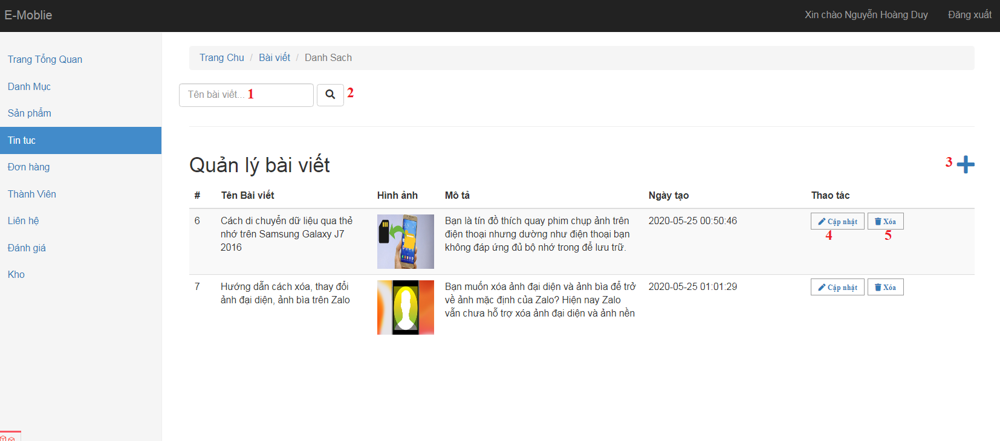 E-Moblie
Xin chào Nguyễn Hoàng Duy
Đăng xuất
Trang Tổng Quan
Danh Mục
Sản phẩm
Tin tuc
Đơn hàng
Thành Viên
Liên hệ
Đánh giá
Kho
Trang Chu / Bài viết / Danh Sach
Tên bài viết... 1
2
Quản lý bài viết
3
# Tên Bài viết Hình ảnh Mô tả Ngày tạo Thao tác
6
Cách di chuyển dữ liệu qua thẻ
nhớ trên Samsung Galaxy J7
2016
Bạn là tín đồ thích quay phim chụp ảnh trên
điện thoại nhưng dường như điện thoại bạn
không đáp ứng đủ bộ nhớ trong để lưu trữ.
2020-05-25 00:50:46
Cập nhật
Xóa
4
5
7
Hướng dẫn cách xóa, thay đổi
ảnh đại diện, ảnh bìa trên Zalo
Bạn muốn xóa ảnh đại diện và ảnh bìa để trở
về ảnh mặc định của Zalo? Hiện nay Zalo
vẫn chưa hỗ trợ xóa ảnh đại diện và ảnh nền
2020-05-25 01:01:29
Cập nhật
Xóa